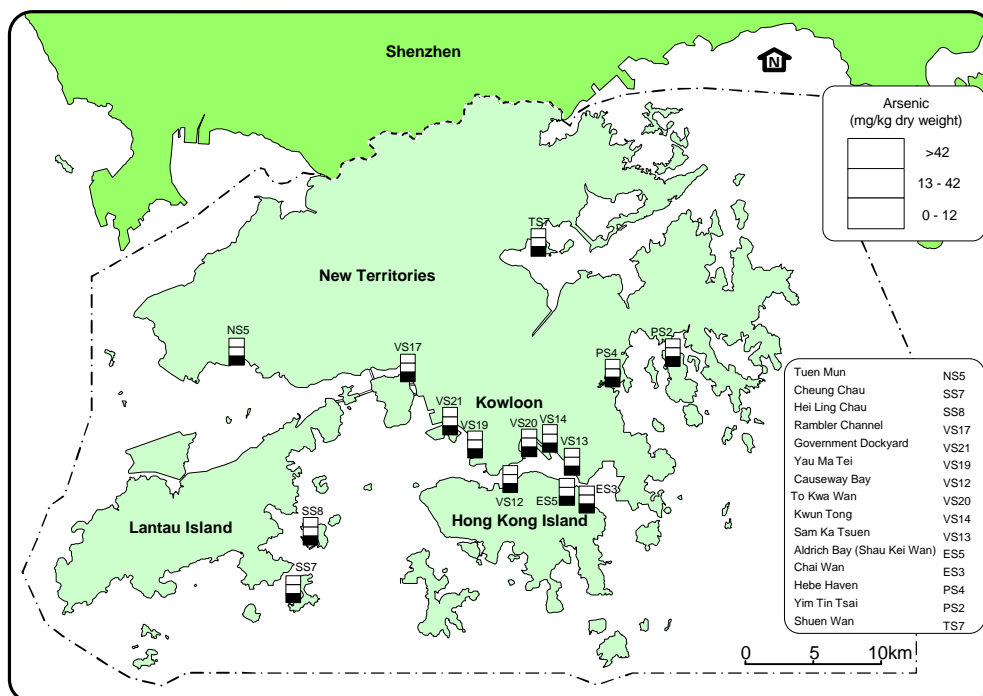 Shenzhen
N
Arsenic
(mg/kg dry weight)
>42
13 - 42
0 - 12
TS7
New Territories
NS5
VS17
PS4
PS2
Kowloon
VS21
VS19
VS20
VS14
VS13
VS12
ES5
ES3
Hong Kong Island
Lantau Island
SS8
SS7
Tuen Mun NS5
Cheung Chau SS7
Hei Ling Chau SS8
Rambler Channel VS17
Government Dockyard VS21
Yau Ma Tei VS19
Causeway Bay VS12
To Kwa Wan VS20
Kwun Tong VS14
Sam Ka Tsuen VS13
Aldrich Bay (Shau Kei Wan) ES5
Chai Wan ES3
Hebe Haven PS4
Yim Tin Tsai PS2
Shuen Wan TS7
0 5 10km